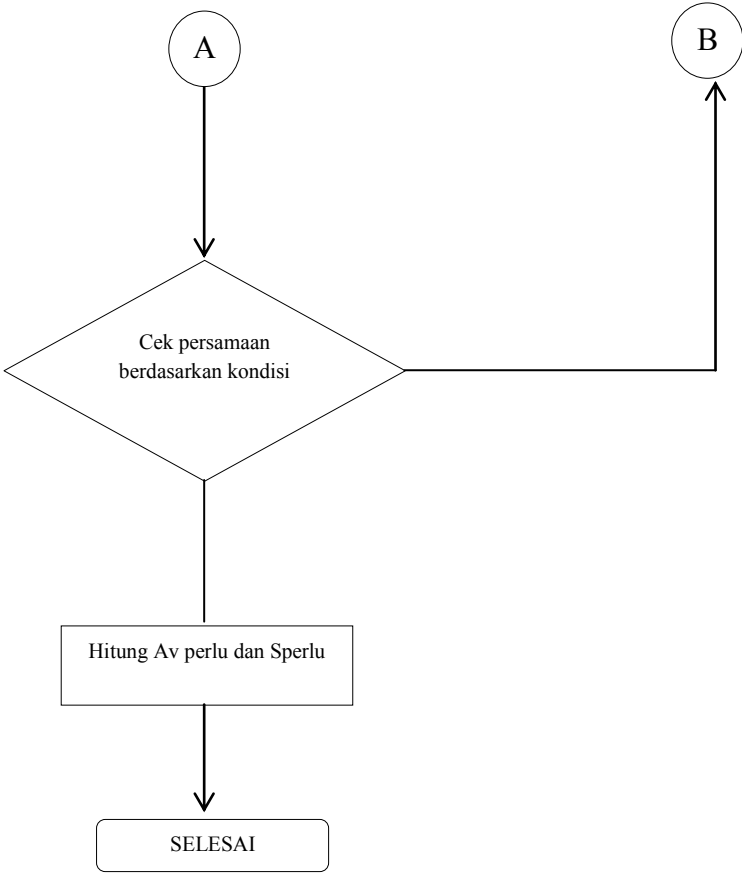 A
B
Cek persamaan
berdasarkan kondisi
Hitung Av perlu dan Sperlu
SELESAI